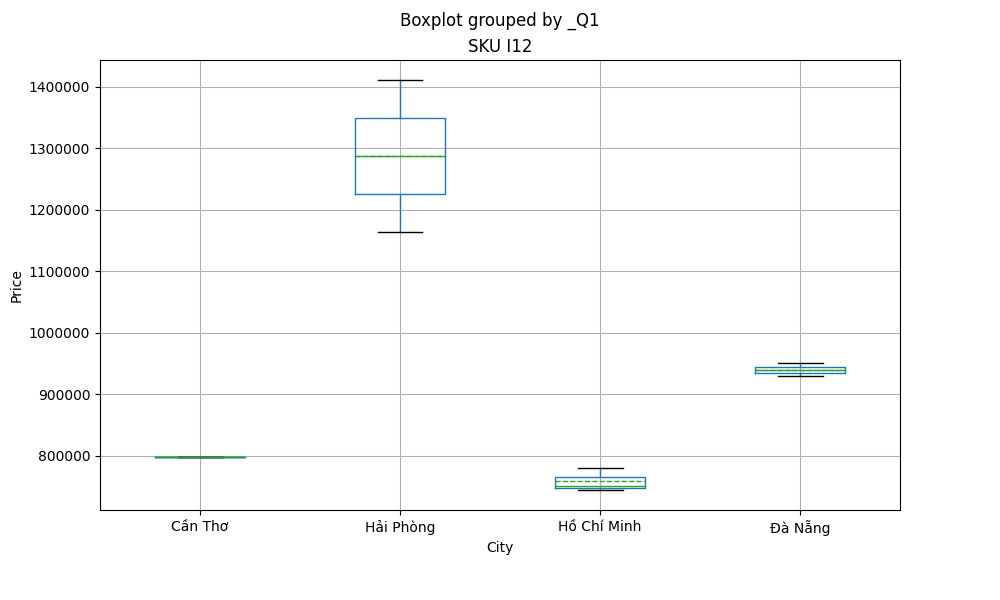 Boxplot grouped by _Q1
SKU I12
1400000
1300000
1200000
1100000
1000000
900000
800000
Price
Cần Thơ
Hải Phòng
Hồ Chí Minh
Đà Nẵng
City